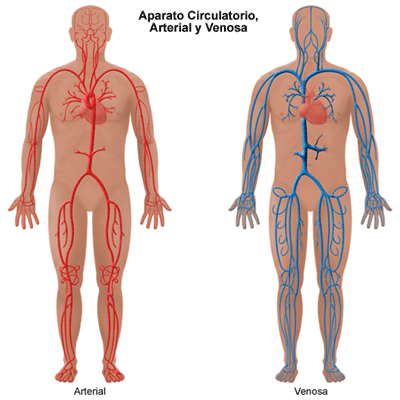 Aparato Circulatorio,
Arterial y Venosa
Arterial
Venosa